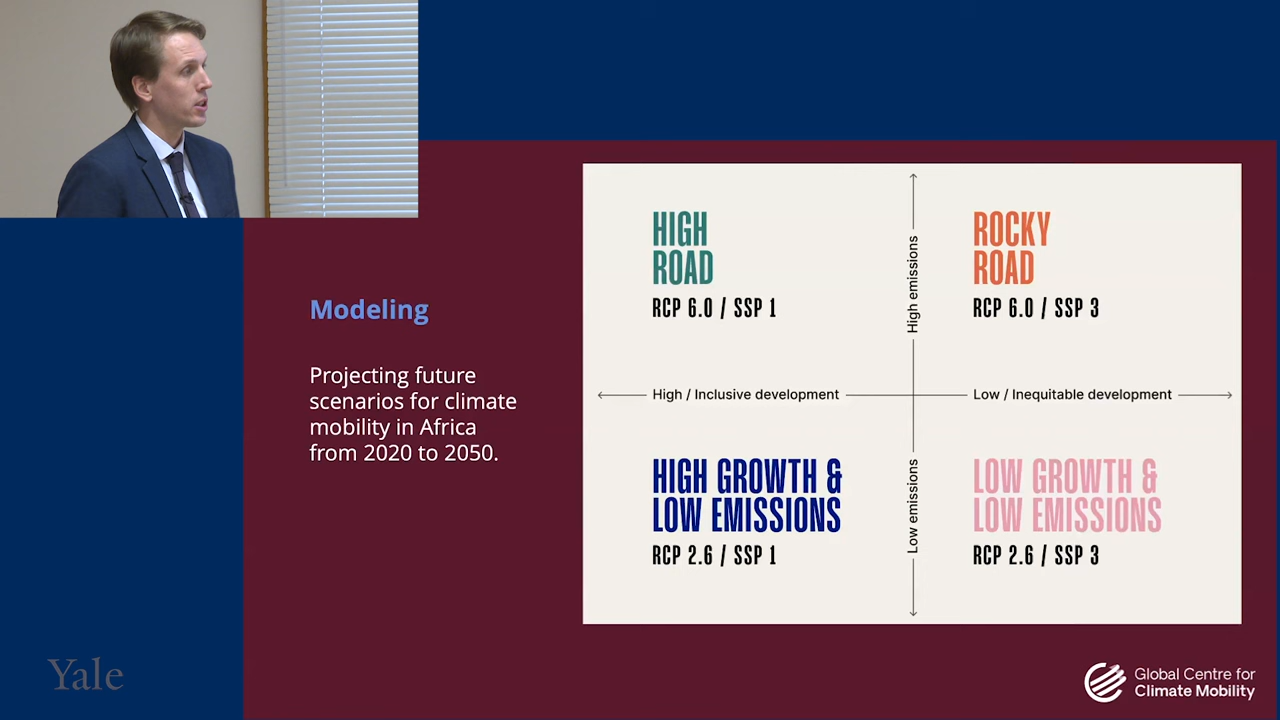 Modeling
Projecting future
scenarios for climate
mobility in Africa
from 2020 to 2050.
HIGH
ROAD
RCP 6.0 / SSP 1
ROCKY
ROAD
RCP 6.0 / SSP 3
High emissions
High / Inclusive development
Low / Inequitable development
HIGH GROWTH &
LOW EMISSIONS
RCP 2.6 / SSP 1
Low emissions
LOW GROWTH &
LOW EMISSIONS
RCP 2.6 / SSP 3
Yale
Global Centre for
Climate Mobility